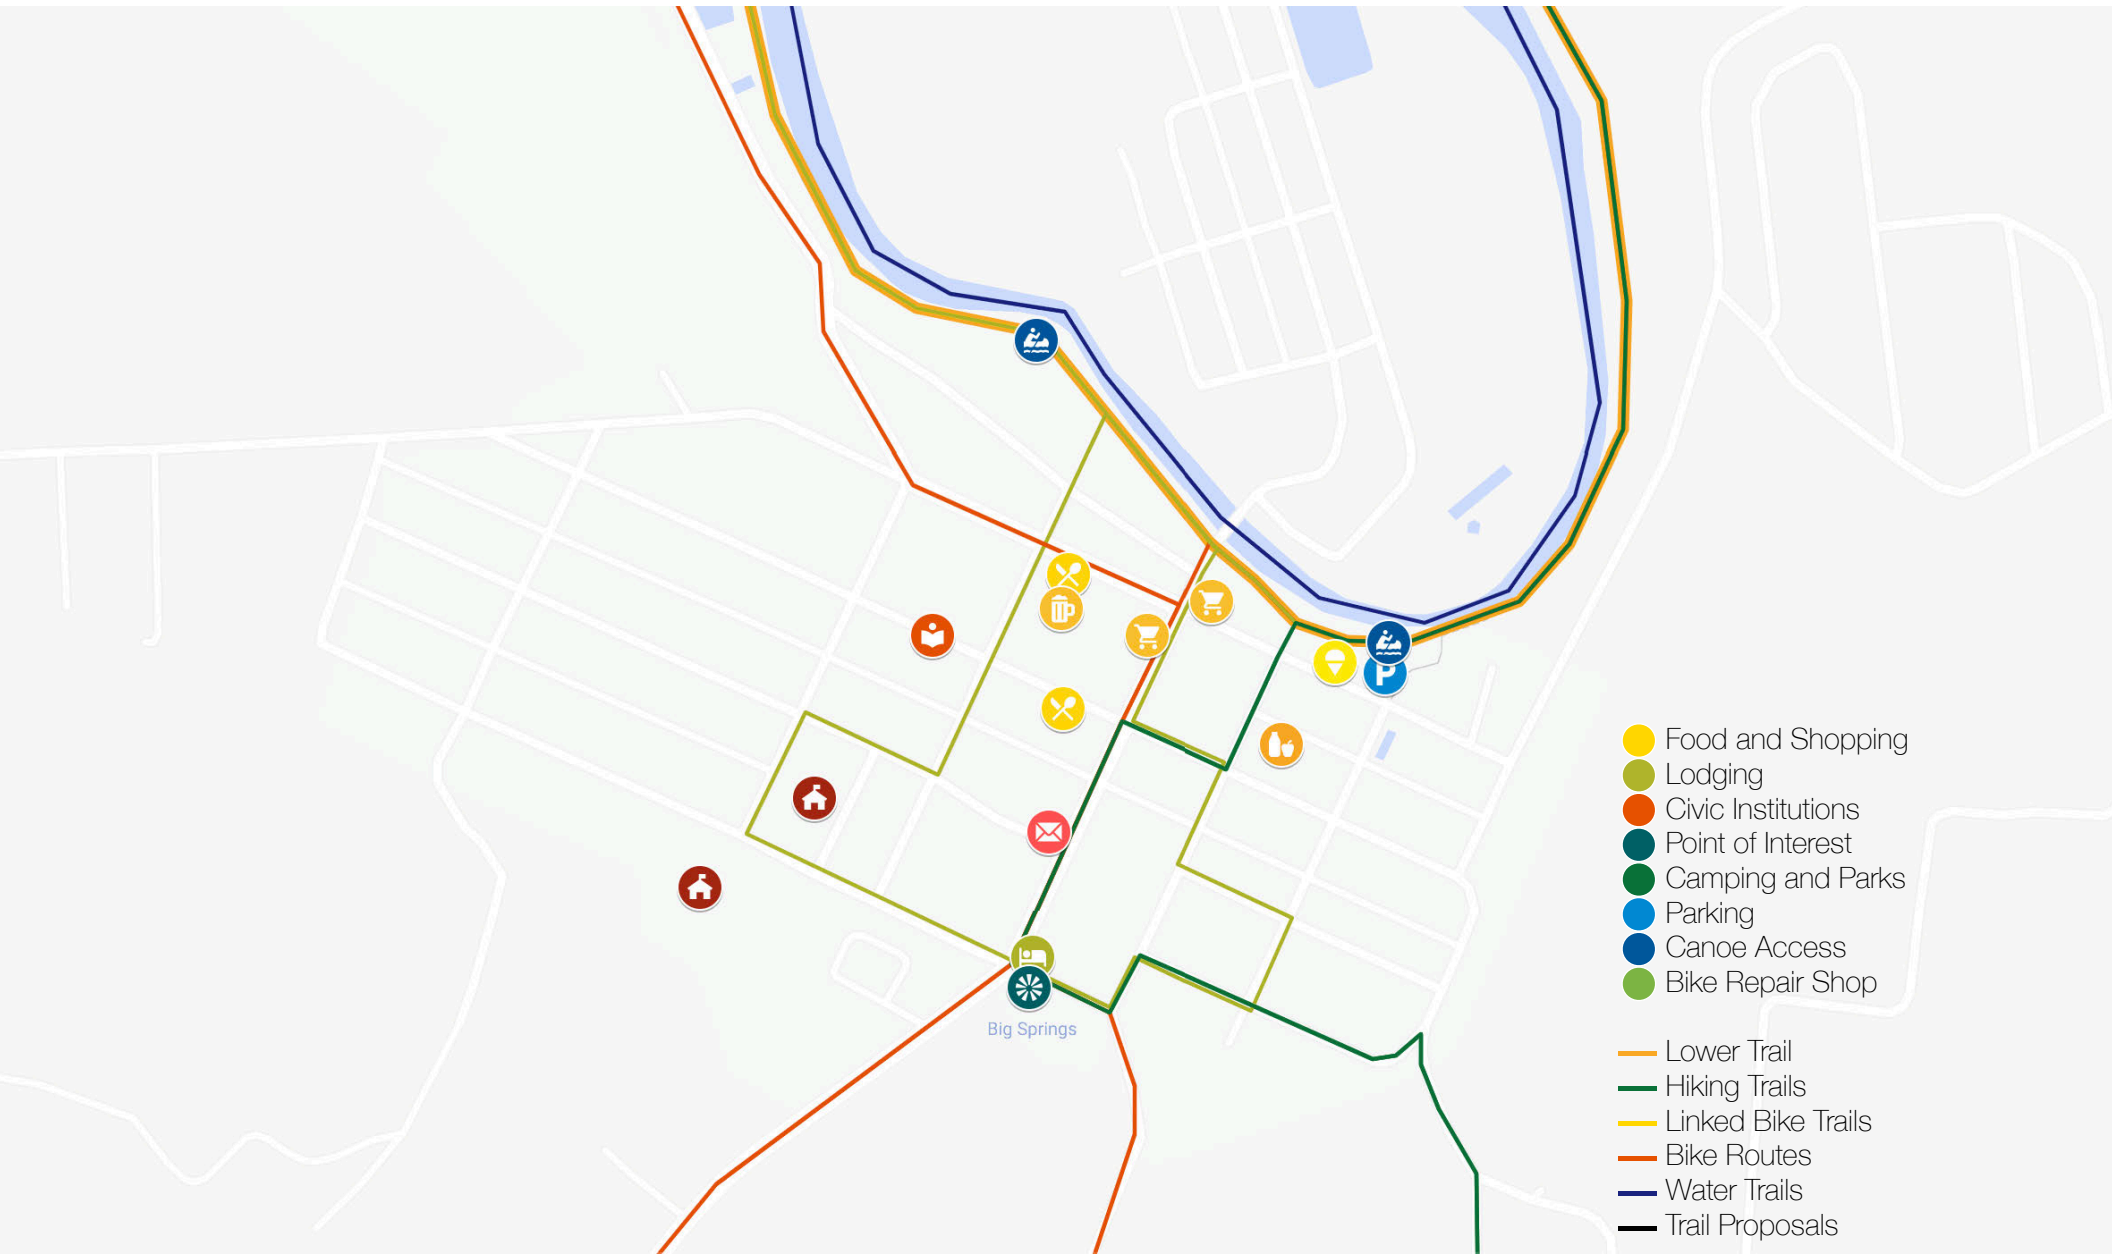 P
Big Springs
Food and Shopping
Lodging
Civic Institutions
Point of Interest
Camping and Parks
Parking
Canoe Access
Bike Repair Shop
Lower Trail
Hiking Trails
Linked Bike Trails
Bike Routes
Water Trails
Trail Proposals